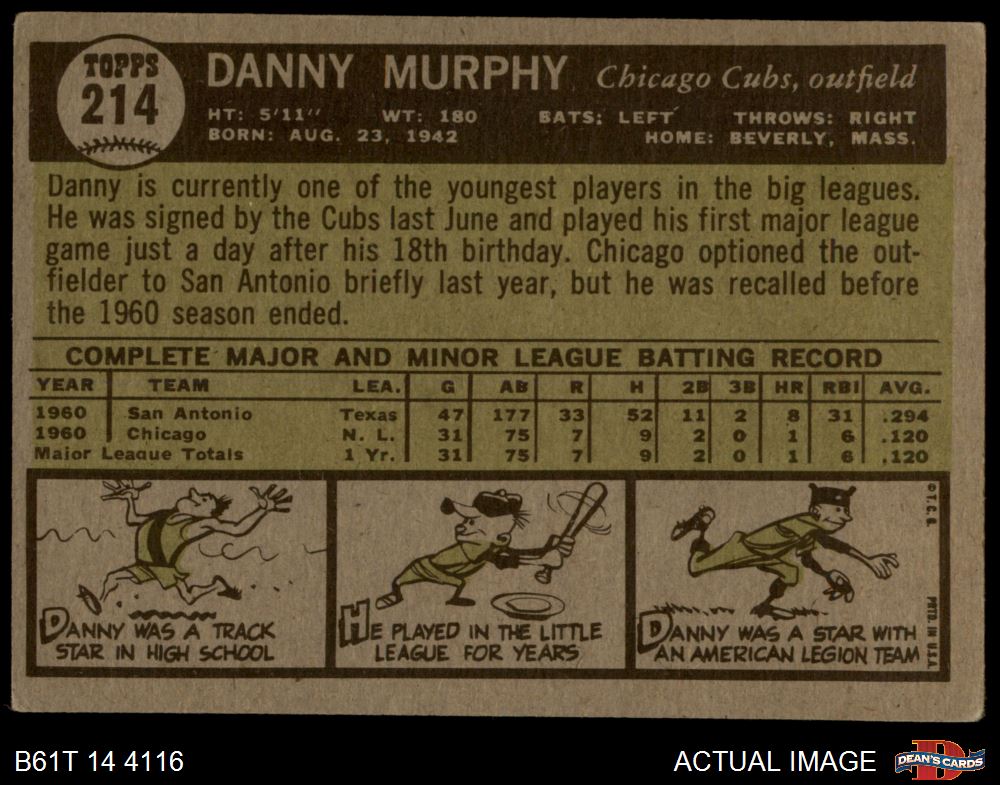 TOPPS
214
DANNY MURPHY Chicago Cubs, outfield
HT: 5'11" WT: 180 BATS: LEFT THROWS: RIGHT
BORN: AUG. 23, 1942 HOME: BEVERLY, MASS.
Danny is currently one of the youngest players in the big leagues.
He was signed by the Cubs last June and played his first major league
game just a day after his 18th birthday. Chicago optioned the out-
fielder to San Antonio briefly last year, but he was recalled before
the 1960 season ended.
COMPLETE MAJOR AND MINOR LEAGUE BATTING RECORD
YEAR TEAM LEA. G AB R H 2B 3B HR RBI AVG.
1960 San Antonio Texas 47 177 33 52 11 2 8 31 .294
1960 Chicago N. L. 31 75 7 9 2 0 1 6 .120
Major League Totals 1 Yr. 31 75 7 9 2 0 1 6 .120
DANNY WAS A TRACK
STAR IN HIGH SCHOOL
HE PLAYED IN THE LITTLE
LEAGUE FOR YEARS
DANNY WAS A STAR WITH
AN AMERICAN LEGION TEAM
© T.C.G.
PRTD. IN U.S.A.
B61T 14 4116
ACTUAL IMAGE
D
DEAN'S CARDS